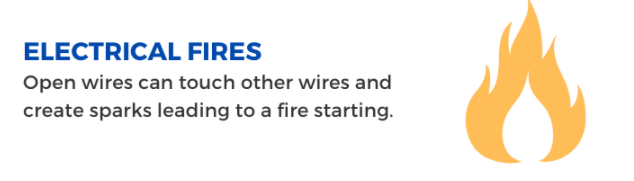 ELECTRICAL FIRES
Open wires can touch other wires and
create sparks leading to a fire starting.